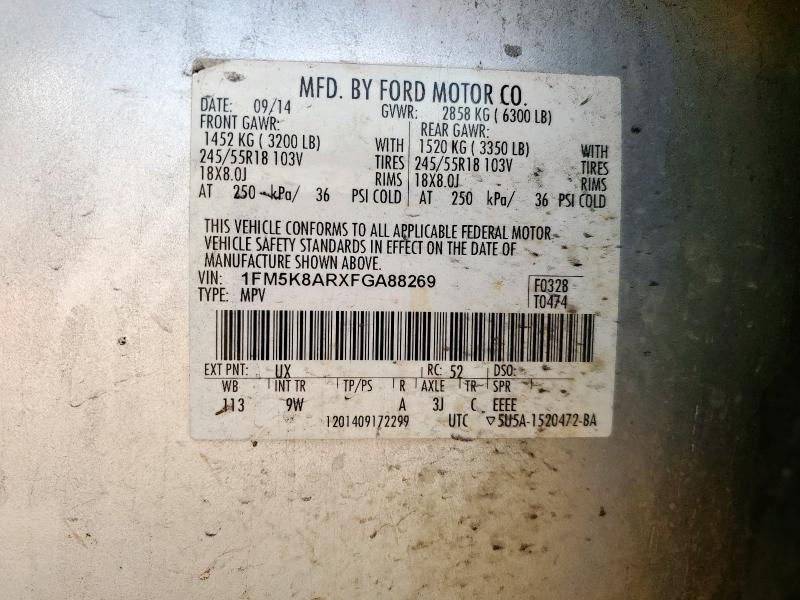 MFD. BY FORD MOTOR CO.
DATE: 09/14 GVWR: 2858 KG ( 6300 LB)
FRONT GAWR: REAR GAWR:
1452 KG ( 3200 LB) WITH 1520 KG ( 3350 LB) WITH
245/55R18 103V TIRES 245/55R18 103V TIRES
18X8.0J RIMS 18X8.0J RIMS
AT 250 kPa/ 36 PSI COLD AT 250 kPa/ 36 PSI COLD
THIS VEHICLE CONFORMS TO ALL APPLICABLE FEDERAL MOTOR
VEHICLE SAFETY STANDARDS IN EFFECT ON THE DATE OF
MANUFACTURE SHOWN ABOVE.
VIN: 1FM5K8ARXFGA88269 F0328
TYPE: MPV T0474
EXT PNT: UX RC: 52 DSO:
WB INT TR TP/PS R AXLE TR SPR
113 9W A 3J C EEEE
1201409172299 UTC ▽5U5A-1520472-BA